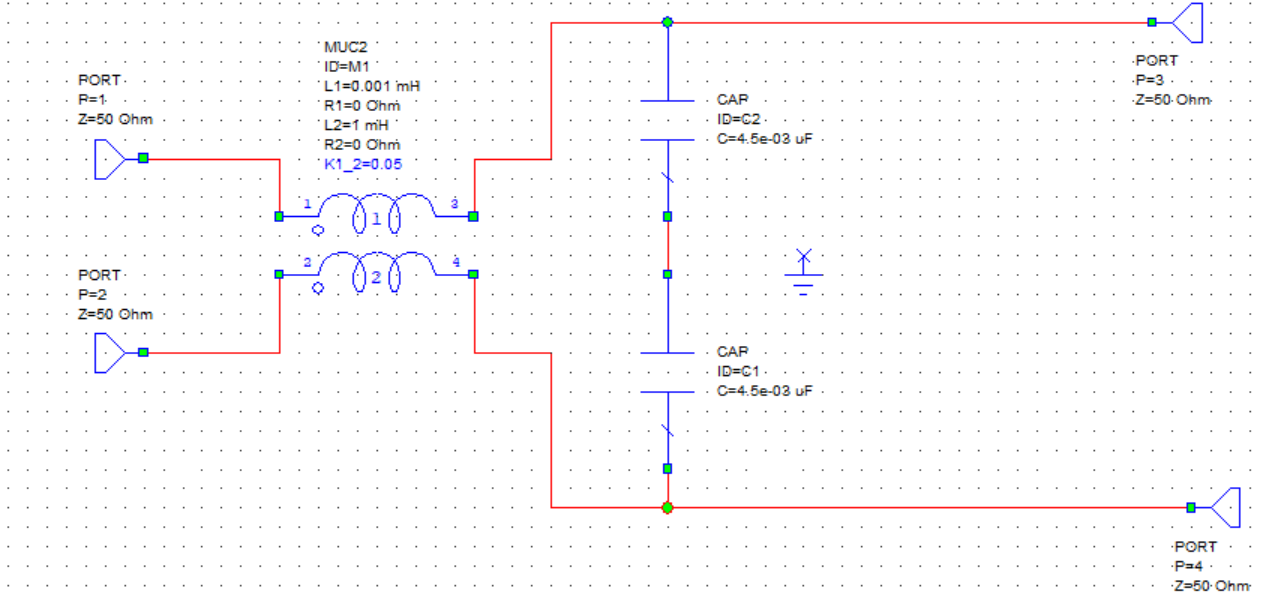 MUC2
ID=M1
L1=0.001 mH
R1=0 Ohm
L2=1 mH
R2=0 Ohm
K1_2=0.05
PORT
P=1
Z=50 Ohm
1
3
1
2
4
2
PORT
P=2
Z=50 Ohm
CAP
ID=C2
C=4.5e-03 uF
CAP
ID=C1
C=4.5e-03 uF
PORT
P=3
Z=50 Ohm
PORT
P=4
Z=50 Ohm